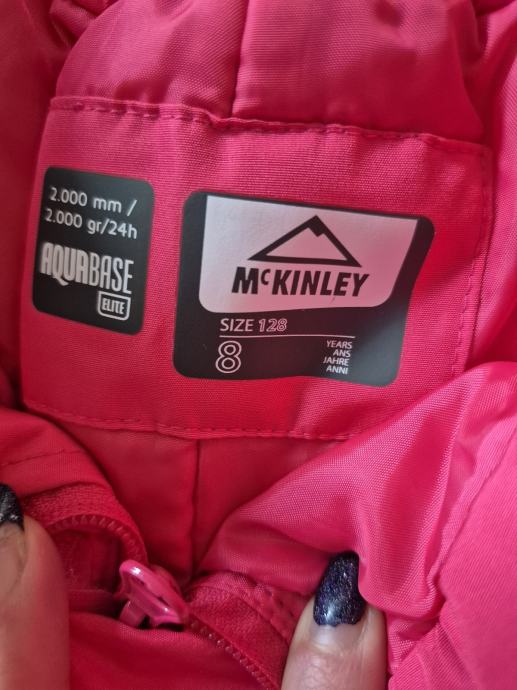 2.000 mm /
2.000 gr/24h
AQUABASE
ELITE
McKINLEY
SIZE 128
8
YEARS
ANS
JAHRE
ANNI